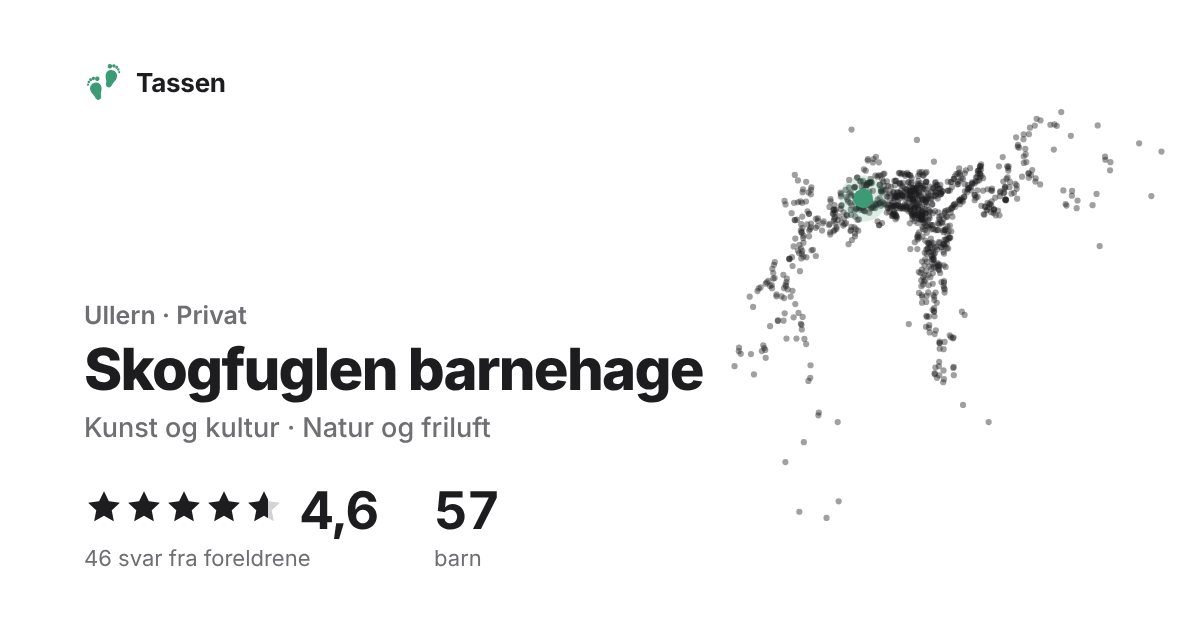 Tassen
Ullern · Privat
Skogfuglen barnehage
Kunst og kultur · Natur og friluft
4,6
57
46 svar fra foreldrene
barn